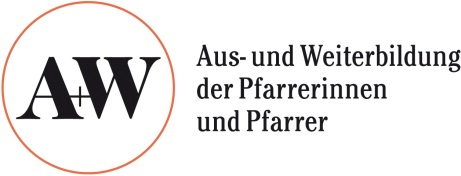 A+W
Aus- und Weiterbildung
der Pfarrerinnen
und Pfarrer